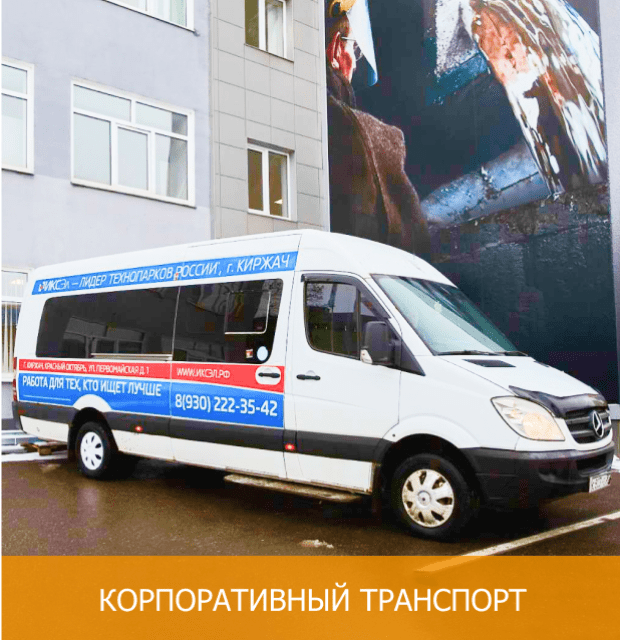 ИКСЭл — ЛИДЕР ТЕХНОПАРКОВ РОССИИ, г. КИРЖАЧ
Г. КИРЖАЧ, КРАСНЫЙ ОКТЯБРЬ, УЛ. ПЕРВОМАЙСКАЯ Д. 1
WWW.ИКСЭЛ.РФ
РАБОТА ДЛЯ ТЕХ, КТО ИЩЕТ ЛУЧШЕ
8(930) 222-35-42
КОРПОРАТИВНЫЙ ТРАНСПОРТ